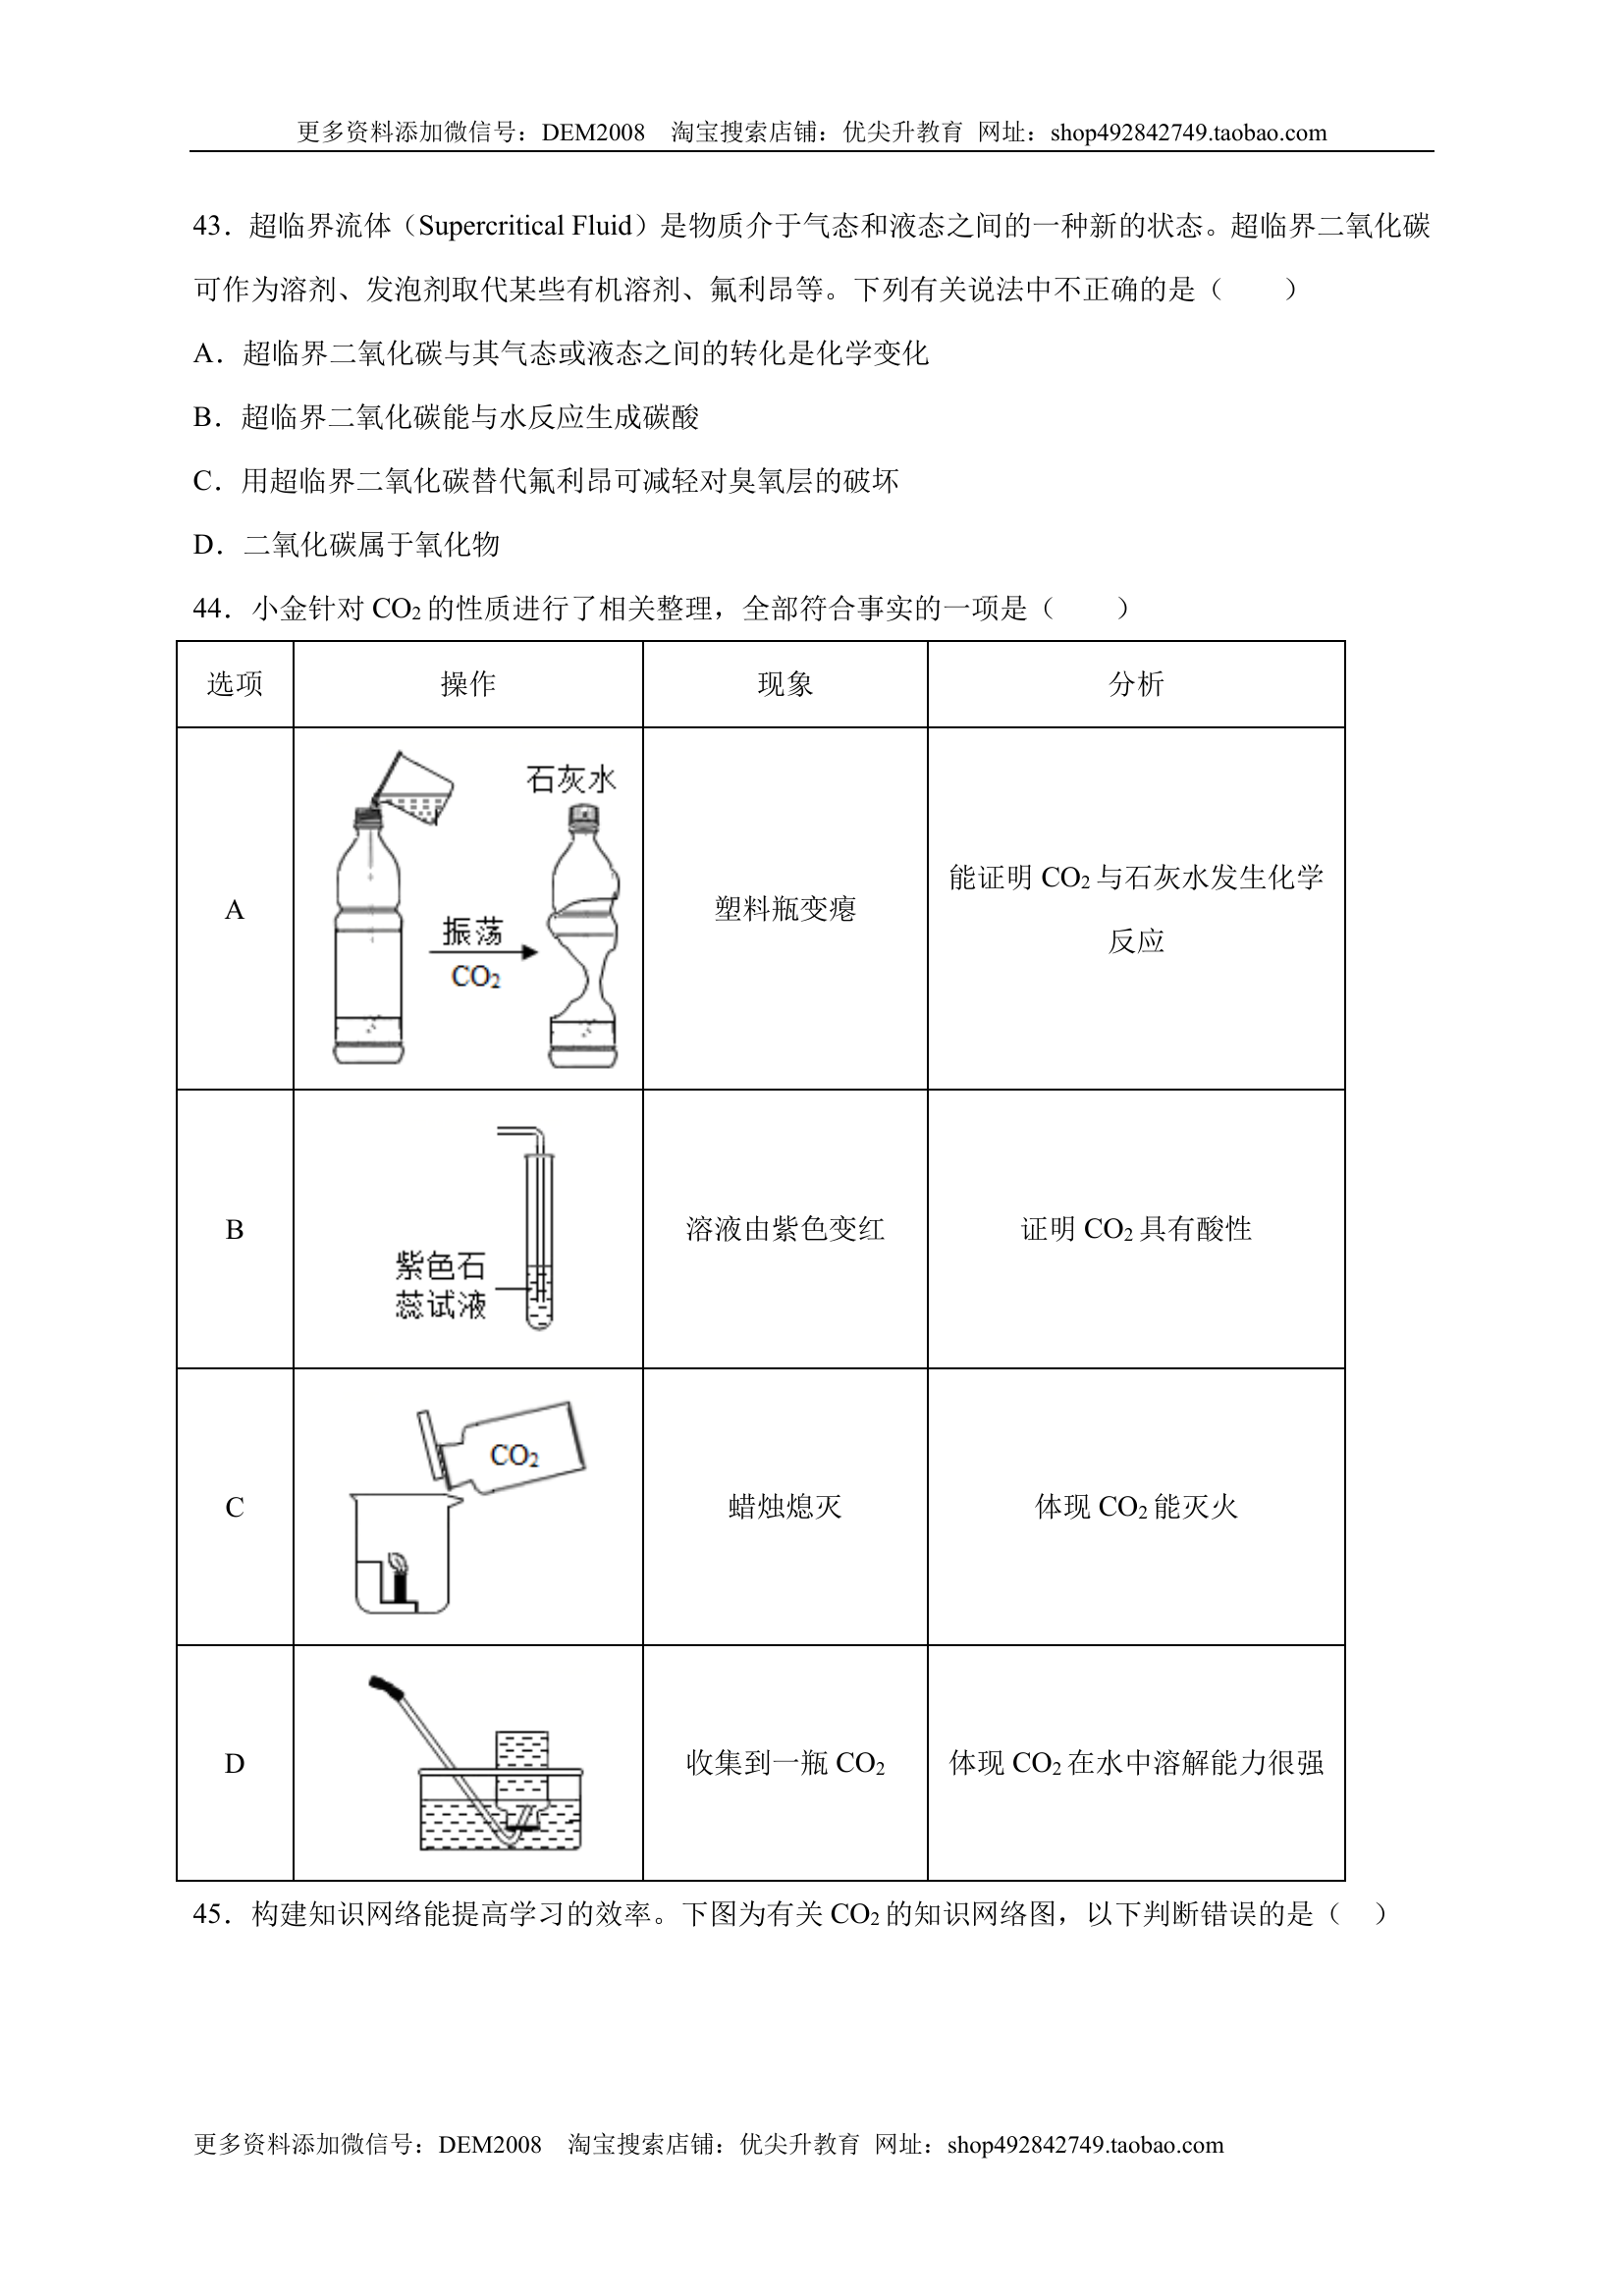 更多资料添加微信号：DEM2008　淘宝搜索店铺：优尖升教育 网址：shop492842749.taobao.com
43．超临界流体（Supercritical Fluid）是物质介于气态和液态之间的一种新的状态。超临界二氧化碳
可作为溶剂、发泡剂取代某些有机溶剂、氟利昂等。下列有关说法中不正确的是（　　）
A．超临界二氧化碳与其气态或液态之间的转化是化学变化
B．超临界二氧化碳能与水反应生成碳酸
C．用超临界二氧化碳替代氟利昂可减轻对臭氧层的破坏
D．二氧化碳属于氧化物
44．小金针对 CO₂ 的性质进行了相关整理，全部符合事实的一项是（　　）
选项 操作 现象 分析
A
石灰水
振荡
CO₂
塑料瓶变瘪
能证明 CO₂ 与石灰水发生化学
反应
B
紫色石
蕊试液
溶液由紫色变红
证明 CO₂ 具有酸性
C
CO₂
蜡烛熄灭
体现 CO₂ 能灭火
D
收集到一瓶 CO₂
体现 CO₂ 在水中溶解能力很强
45．构建知识网络能提高学习的效率。下图为有关 CO₂ 的知识网络图，以下判断错误的是（　）
更多资料添加微信号：DEM2008　淘宝搜索店铺：优尖升教育 网址：shop492842749.taobao.com